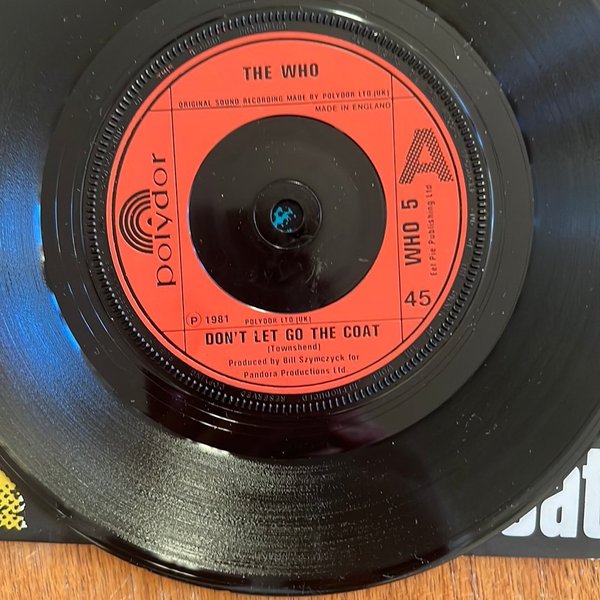 THE WHO
ORIGINAL SOUND RECORDING MADE BY POLYDOR LTD.(UK)
MADE IN ENGLAND
polydor
A
WHO 5
Eel Pie Publishing Ltd
45
P 1981 POLYDOR LTD.(UK)
DON'T LET GO THE COAT
(Townshend)
Produced by Bill Szymczyck for
Pandora Productions Ltd.
oat